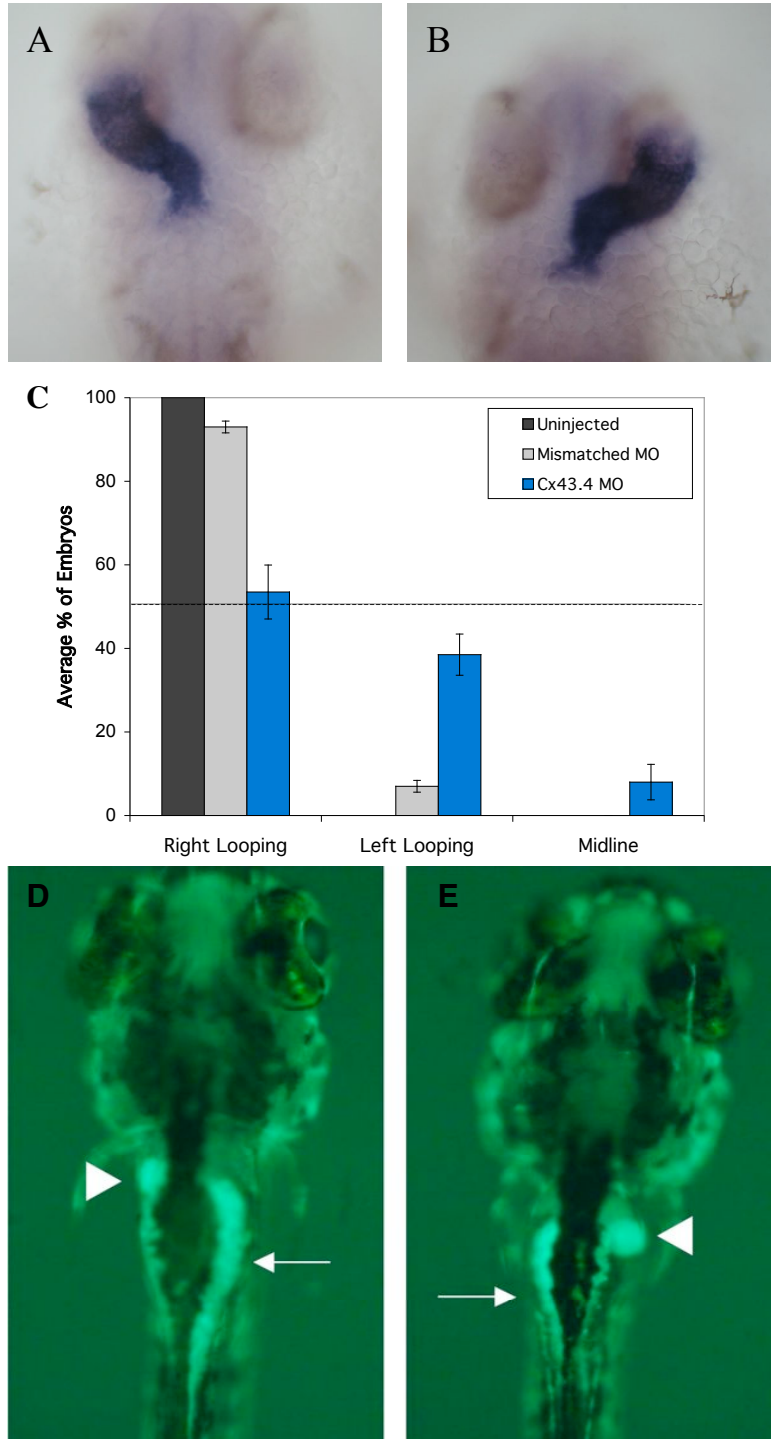 A
B
C
100
80
60
40
20
0
Average % of Embryos
Uninjected
Mismatched MO
Cx43.4 MO
Right Looping
Left Looping
Midline
D
E